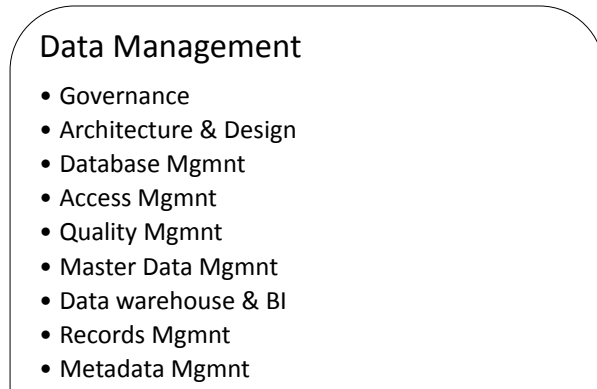 Data Management
• Governance
• Architecture & Design
• Database Mgmnt
• Access Mgmnt
• Quality Mgmnt
• Master Data Mgmnt
• Data warehouse & BI
• Records Mgmnt
• Metadata Mgmnt